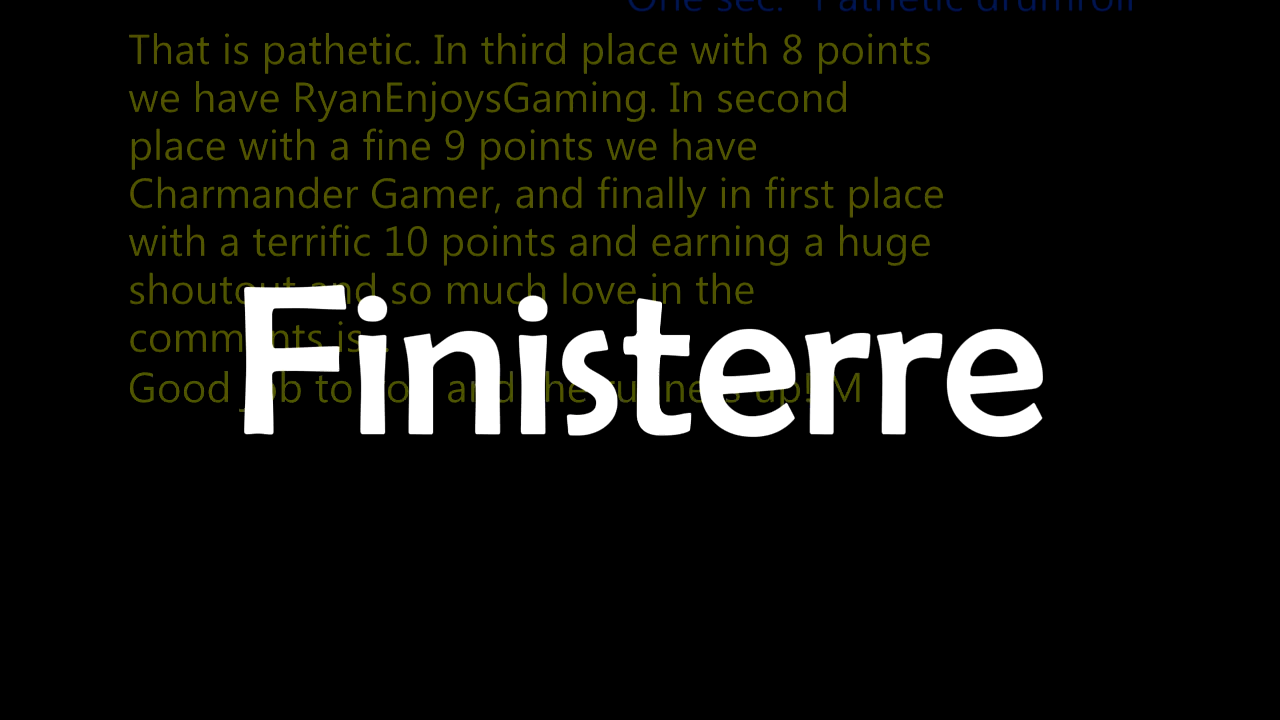 One sec. *Pathetic drumroll*
That is pathetic. In third place with 8 points
we have RyanEnjoysGaming. In second
place with a fine 9 points we have
Charmander Gamer, and finally in first place
with a terrific 10 points and earning a huge
shoutout and so much love in the
comments is..
Finisterre
Good job to you and the runners up! M